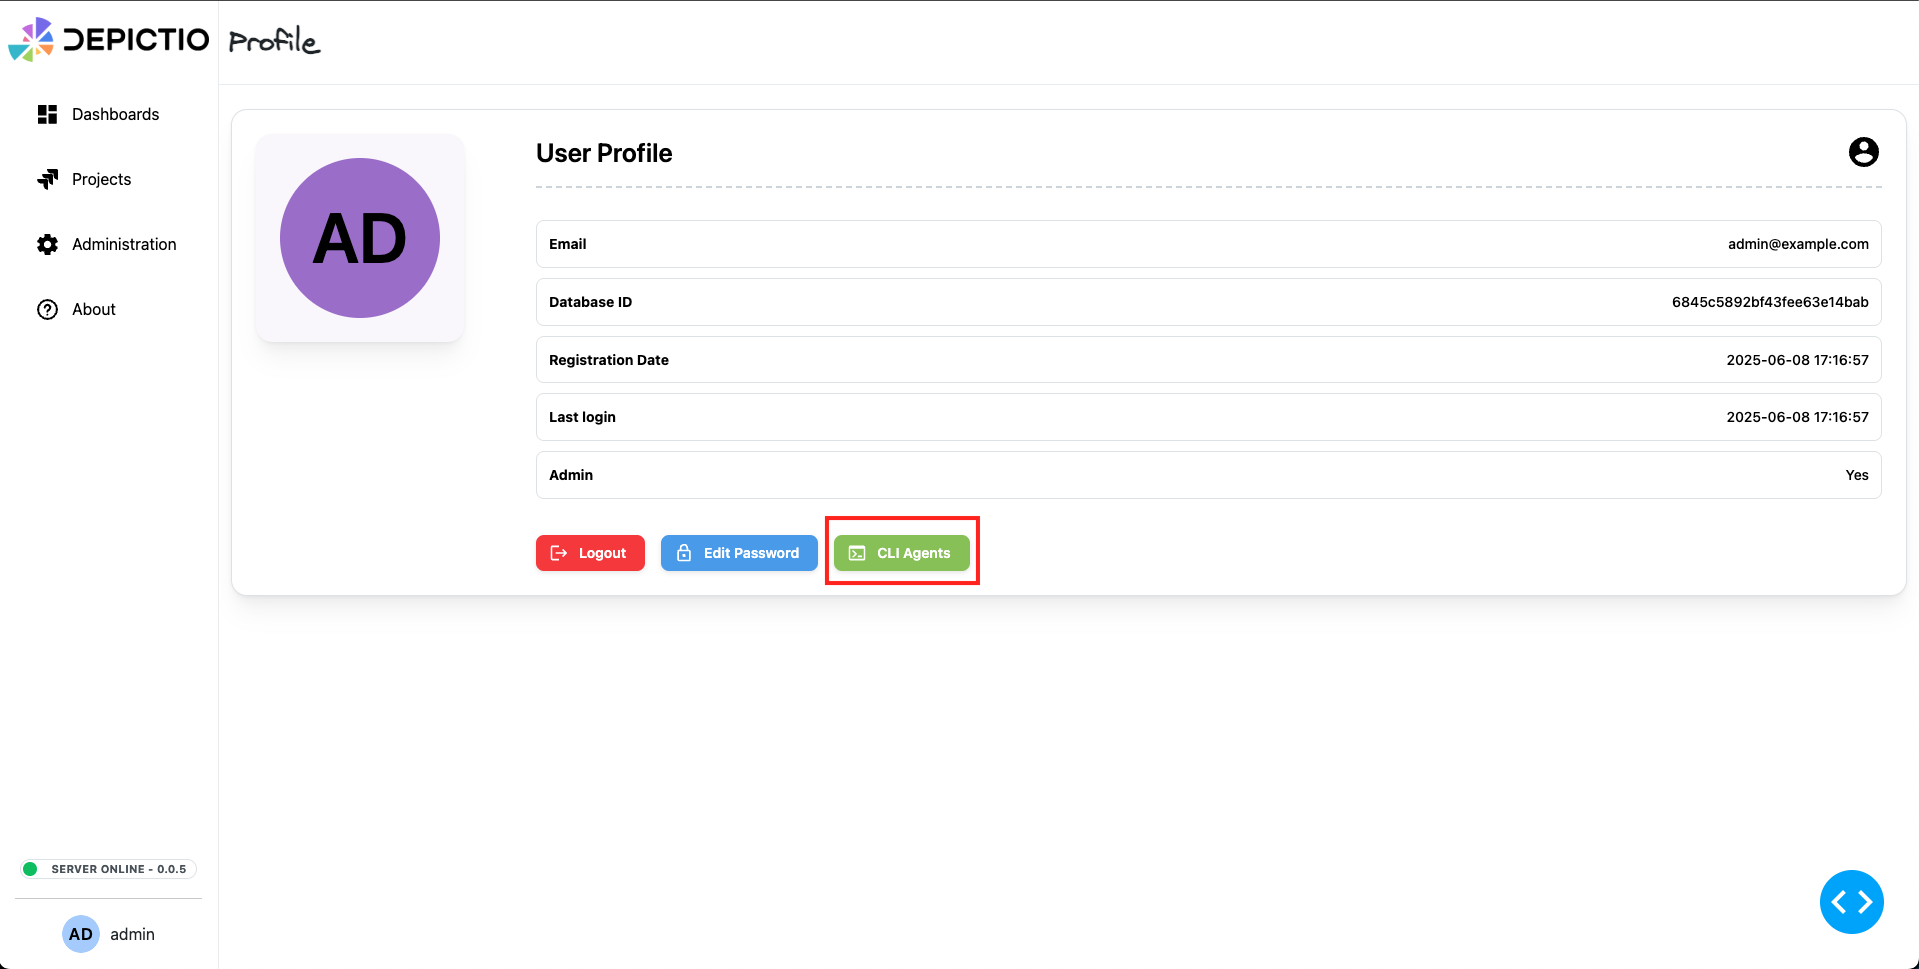 DEPICTIO
Profile
Dashboards
Projects
Administration
About
AD
User Profile
Email
admin@example.com
Database ID
6845c5892bf43fee63e14bab
Registration Date
2025-06-08 17:16:57
Last login
2025-06-08 17:16:57
Admin
Yes
Logout
Edit Password
CLI Agents
SERVER ONLINE - 0.0.5
AD
admin